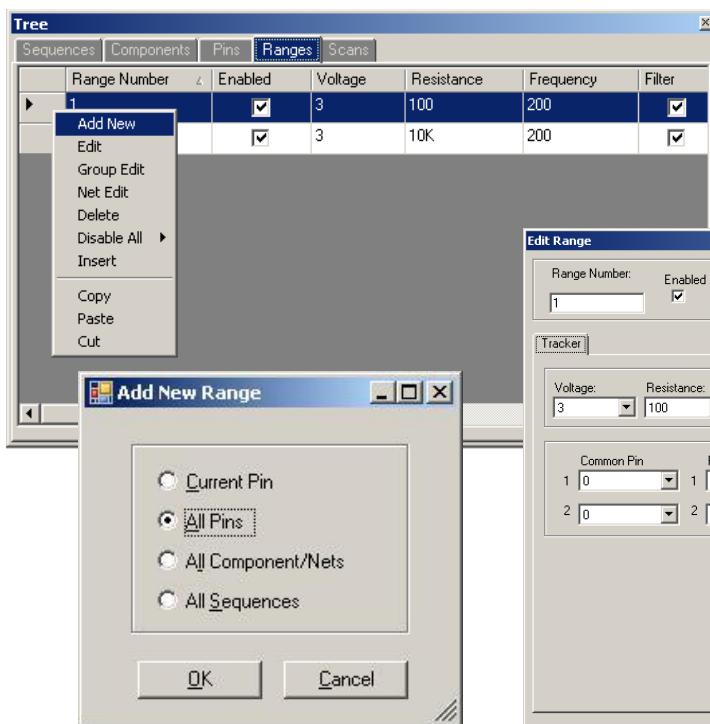 Tree
Sequences Components Pins Ranges Scans
Range Number Enabled Voltage Resistance Frequency Filter
1 3 100 200
3 10K 200
Add New
Edit
Group Edit
Net Edit
Delete
Disable All
Insert
Copy
Paste
Cut
Edit Range
Range Number: Enabled
1
Tracker
Voltage: Resistance:
3 100
Common Pin
1 0 1
2 0 2
Add New Range
Current Pin
All Pins
All Component/Nets
All Sequences
OK Cancel